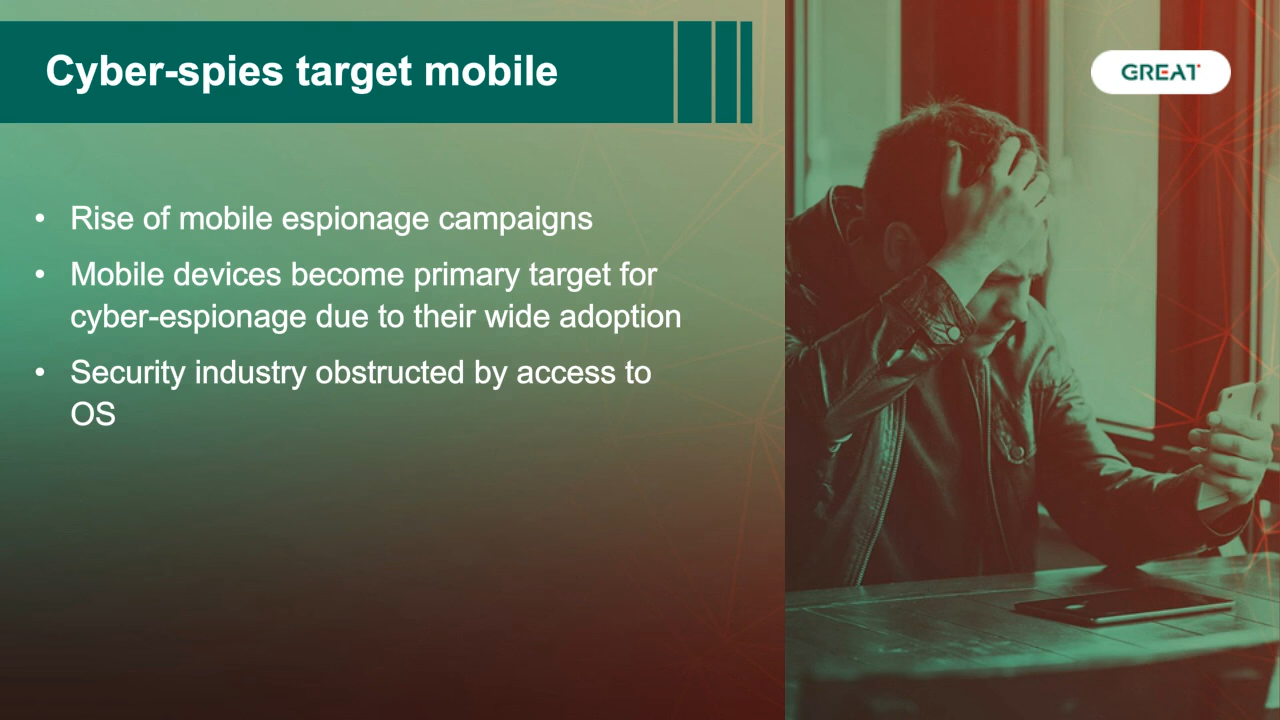 Cyber-spies target mobile
GREAT
• Rise of mobile espionage campaigns
• Mobile devices become primary target for
cyber-espionage due to their wide adoption
• Security industry obstructed by access to
OS